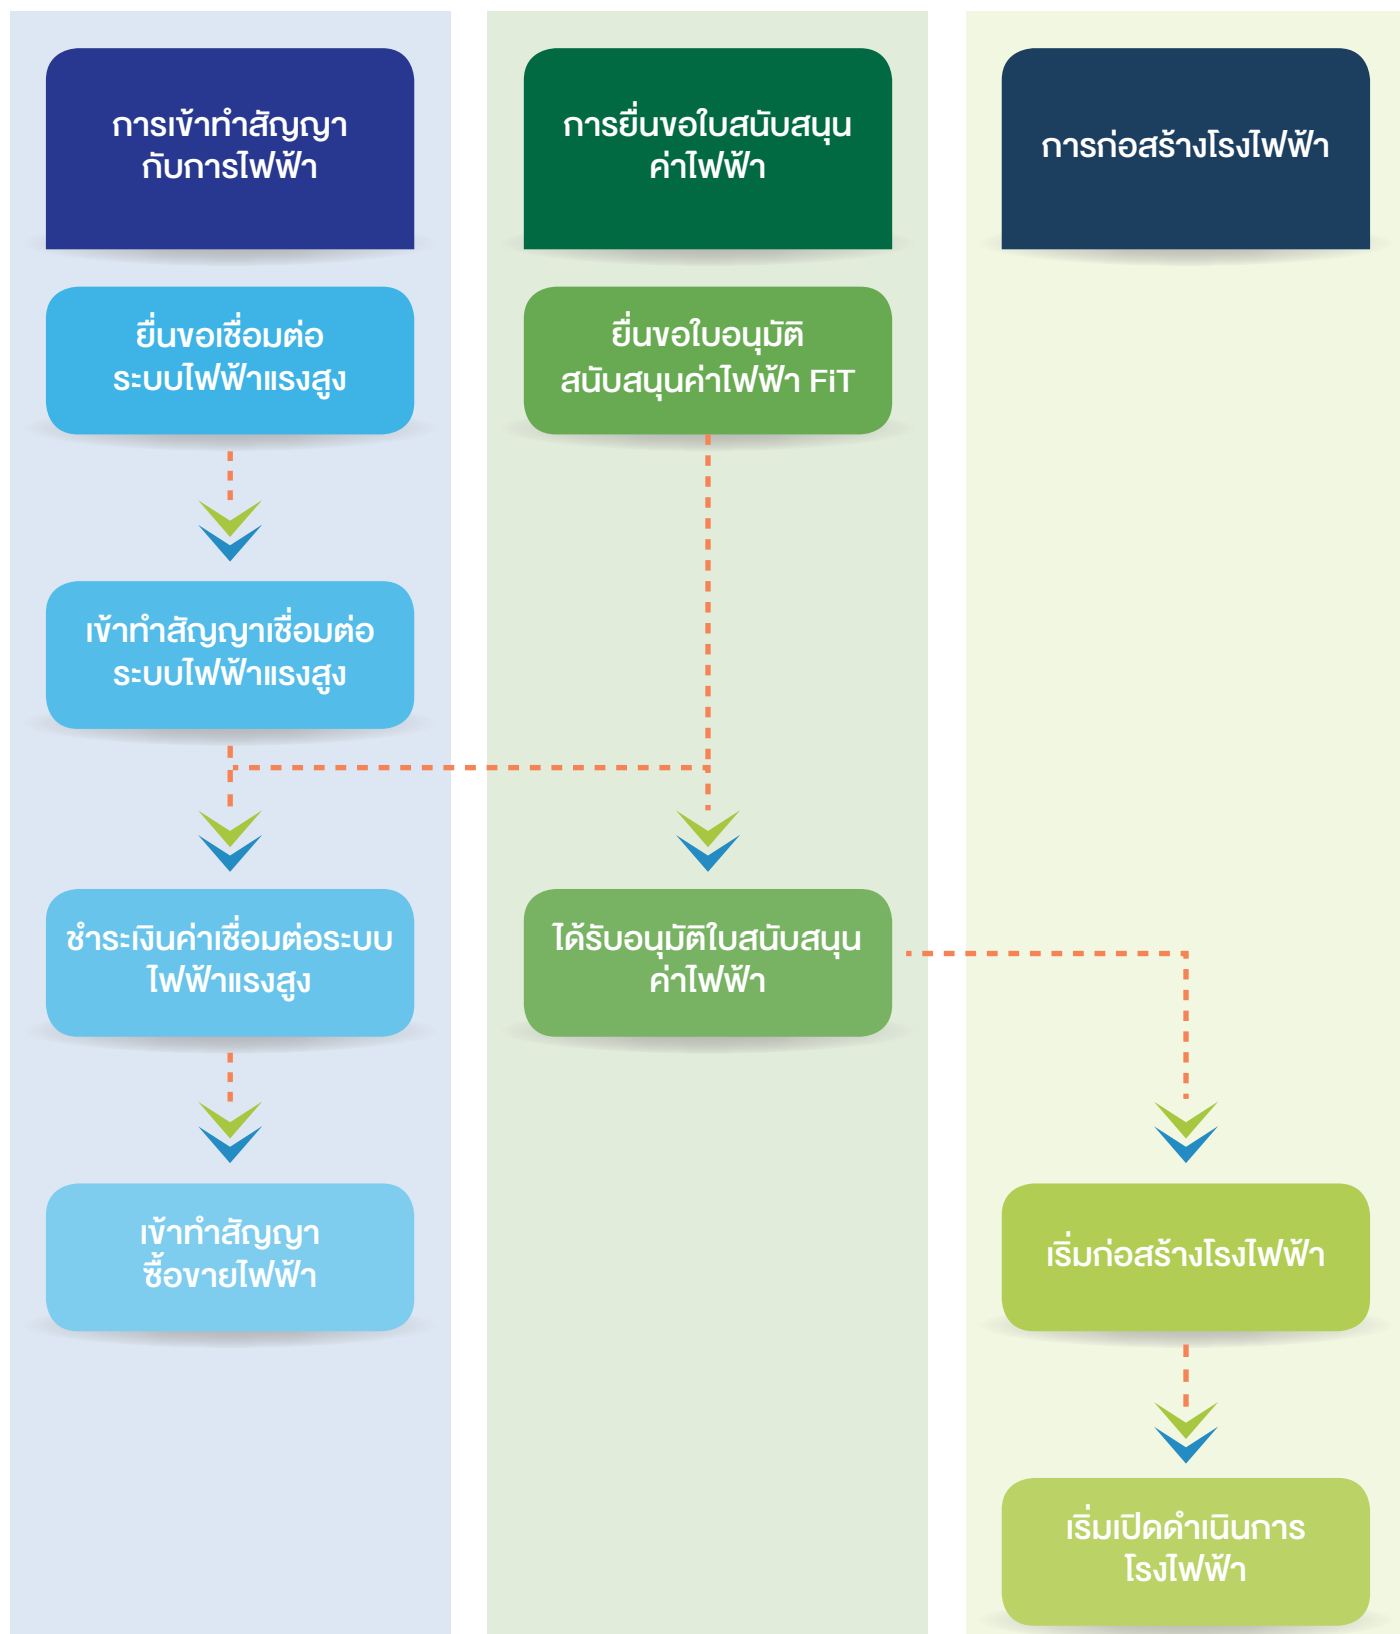 การเข้าทำสัญญา
กับการไฟฟ้า
ยื่นขอเชื่อมต่อ
ระบบไฟฟ้าแรงสูง
เข้าทำสัญญาเชื่อมต่อ
ระบบไฟฟ้าแรงสูง
ชำระเงินค่าเชื่อมต่อระบบ
ไฟฟ้าแรงสูง
เข้าทำสัญญา
ซื้อขายไฟฟ้า
การยื่นขอใบสนับสนุน
ค่าไฟฟ้า
ยื่นขอใบอนุมัติ
สนับสนุนค่าไฟฟ้า FiT
ได้รับอนุมัติใบสนับสนุน
ค่าไฟฟ้า
การก่อสร้างโรงไฟฟ้า
เริ่มก่อสร้างโรงไฟฟ้า
เริ่มเปิดดำเนินการ
โรงไฟฟ้า